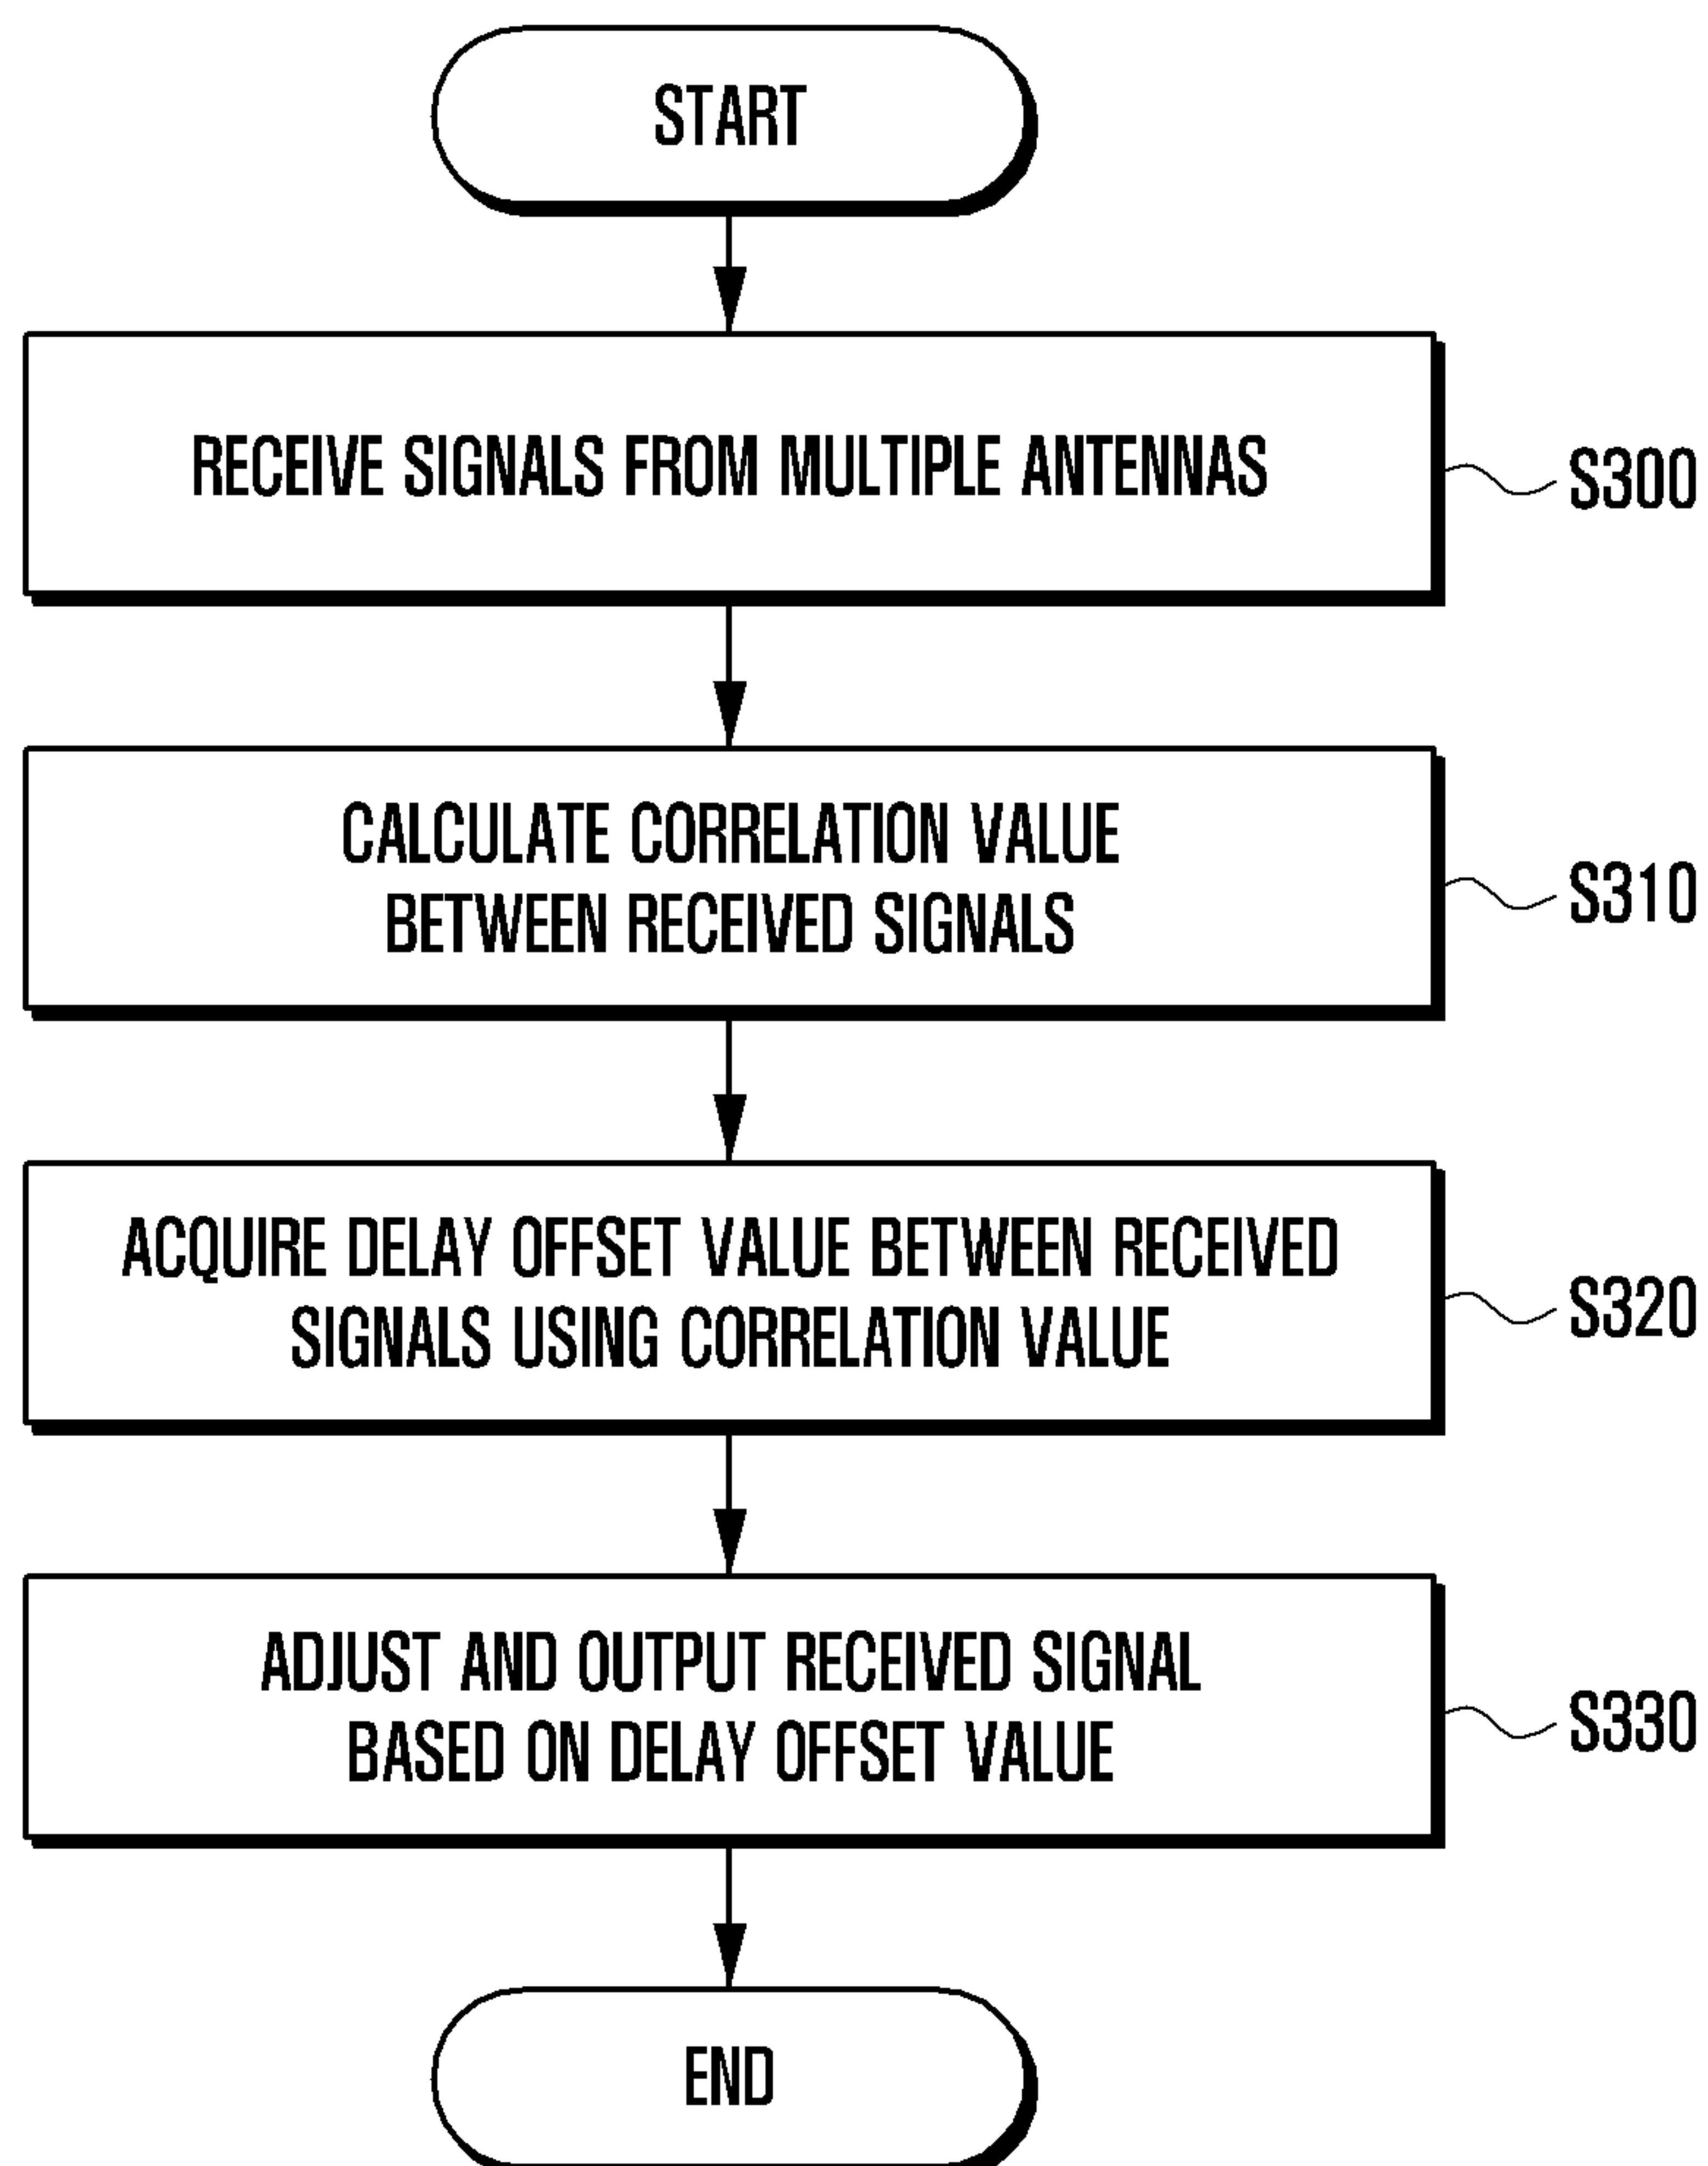 START
RECEIVE SIGNALS FROM MULTIPLE ANTENNAS
S300
CALCULATE CORRELATION VALUE
BETWEEN RECEIVED SIGNALS
S310
ACQUIRE DELAY OFFSET VALUE BETWEEN RECEIVED
SIGNALS USING CORRELATION VALUE
S320
ADJUST AND OUTPUT RECEIVED SIGNAL
BASED ON DELAY OFFSET VALUE
S330
END